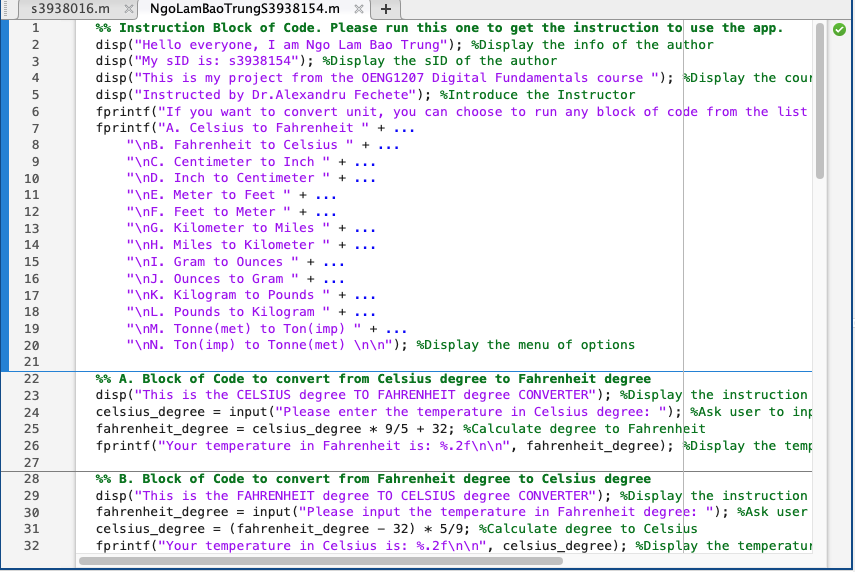 s3938016.m × NgoLamBaoTrungS3938154.m × +
1 %% Instruction Block of Code. Please run this one to get the instruction to use the app.
2 disp("Hello everyone, I am Ngo Lam Bao Trung"); %Display the info of the author
3 disp("My sID is: s3938154"); %Display the sID of the author
4 disp("This is my project from the OENG1207 Digital Fundamentals course "); %Display the
5 disp("Instructed by Dr.Alexandru Fechete"); %Introduce the Instructor
6 fprintf("If you want to convert unit, you can choose to run any block of code from the list
7 fprintf("A. Celsius to Fahrenheit " + ...
8 "\nB. Fahrenheit to Celsius " + ...
9 "\nC. Centimeter to Inch " + ...
10 "\nD. Inch to Centimeter " + ...
11 "\nE. Meter to Feet " + ...
12 "\nF. Feet to Meter " + ...
13 "\nG. Kilometer to Miles " + ...
14 "\nH. Miles to Kilometer " + ...
15 "\nI. Gram to Ounces " + ...
16 "\nJ. Ounces to Gram " + ...
17 "\nK. Kilogram to Pounds " + ...
18 "\nL. Pounds to Kilogram " + ...
19 "\nM. Tonne(met) to Ton(imp) " + ...
20 "\nN. Ton(imp) to Tonne(met) \n\n"); %Display the menu of options
21
22 %% A. Block of Code to convert from Celsius degree to Fahrenheit degree
23 disp("This is the CELSIUS degree TO FAHRENHEIT degree CONVERTER"); %Display the instruction
24 celsius_degree = input("Please enter the temperature in Celsius degree: "); %Ask user to
25 fahrenheit_degree = celsius_degree * 9/5 + 32; %Calculate degree to Fahrenheit
26 fprintf("Your temperature in Fahrenheit is: %.2f\n\n", fahrenheit_degree); %Display the
27
28 %% B. Block of Code to convert from Fahrenheit degree to Celsius degree
29 disp("This is the FAHRENHEIT degree TO CELSIUS degree CONVERTER"); %Display the instruction
30 fahrenheit_degree = input("Please input the temperature in Fahrenheit degree: "); %Ask user
31 celsius_degree = (fahrenheit_degree - 32) * 5/9; %Calculate degree to Celsius
32 fprintf("Your temperature in Celsius is: %.2f\n\n", celsius_degree); %Display the